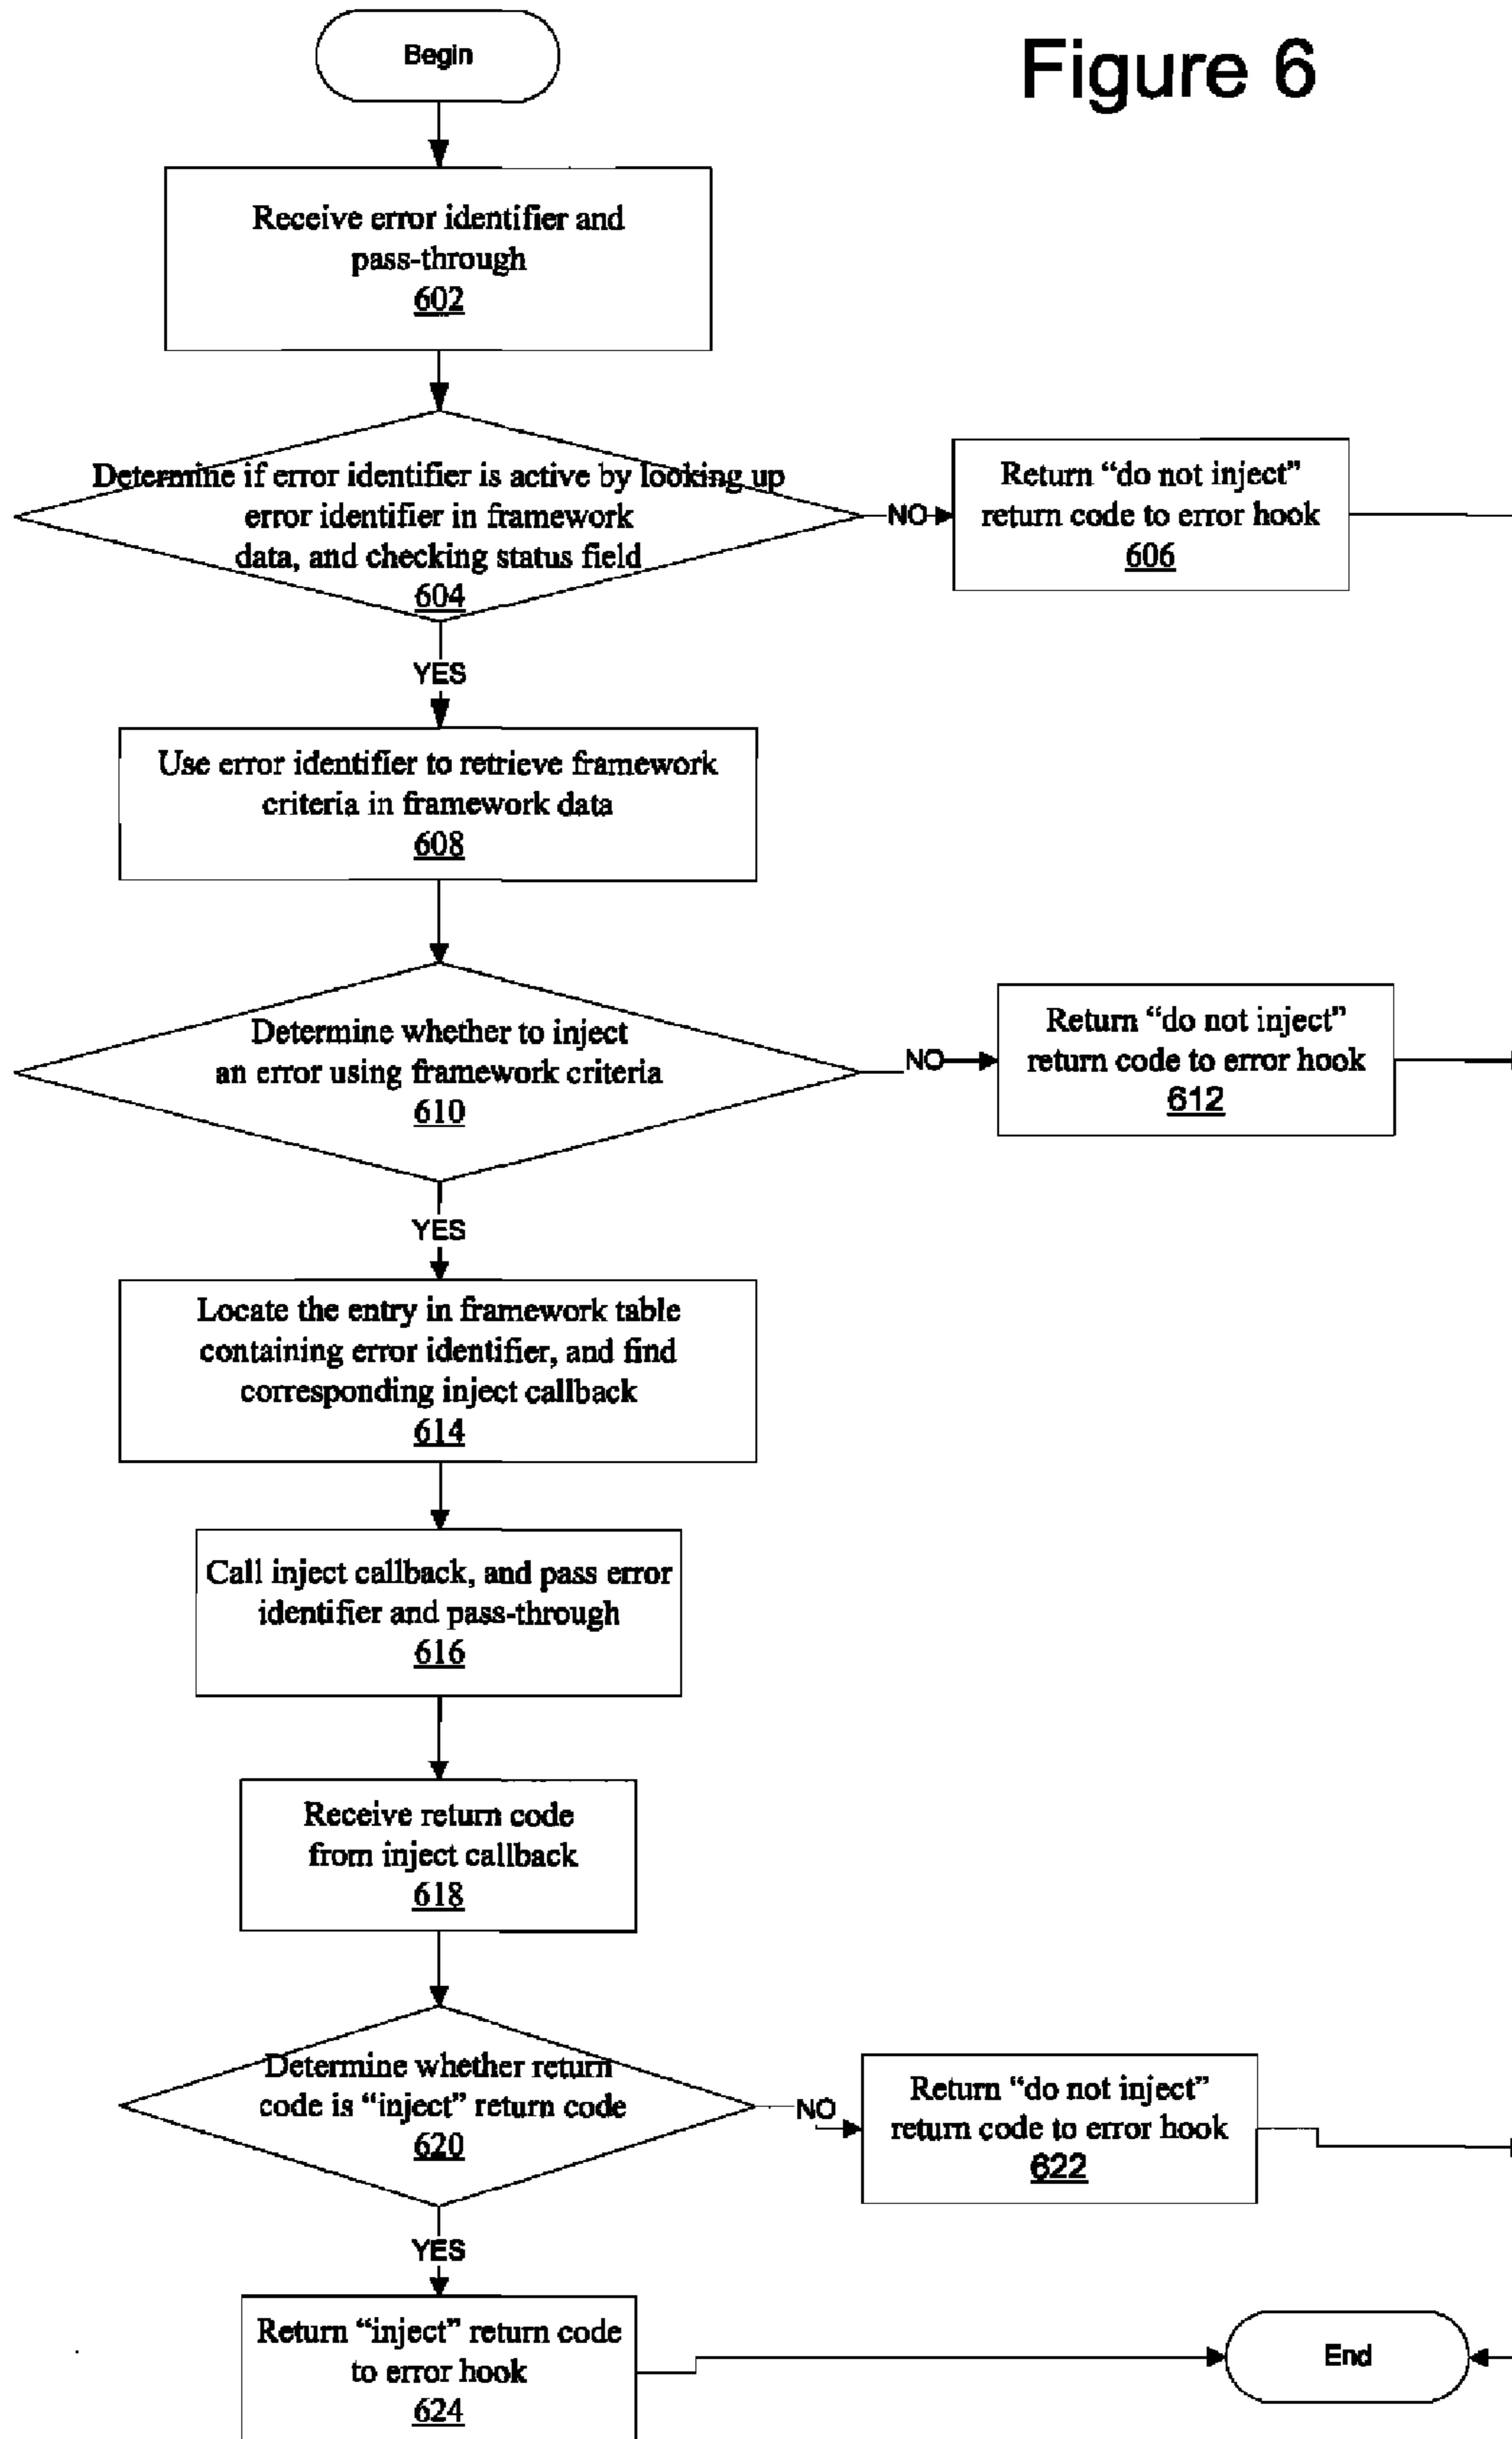 Figure 6
Begin
Receive error identifier and
pass-through
602
Determine if error identifier is active by looking up
error identifier in framework
data, and checking status field
604
NO
Return “do not inject”
return code to error hook
606
YES
Use error identifier to retrieve framework
criteria in framework data
608
Determine whether to inject
an error using framework criteria
610
NO
Return “do not inject”
return code to error hook
612
YES
Locate the entry in framework table
containing error identifier, and find
corresponding inject callback
614
Call inject callback, and pass error
identifier and pass-through
616
Receive return code
from inject callback
618
Determine whether return
code is “inject” return code
620
NO
Return “do not inject”
return code to error hook
622
YES
Return “inject” return code
to error hook
624
End